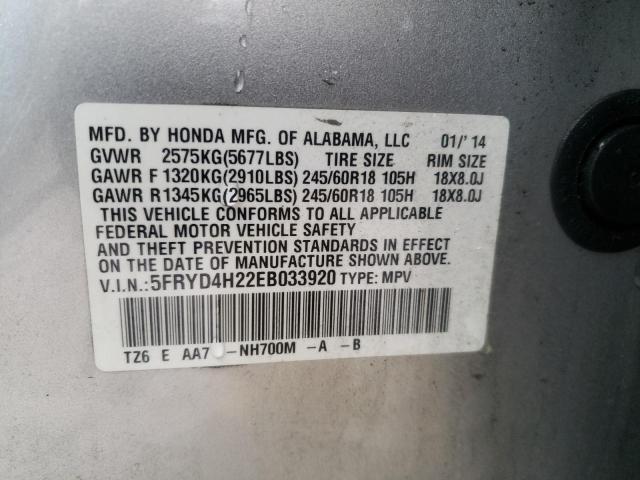 MFD. BY HONDA MFG. OF ALABAMA, LLC 01/'14
GVWR 2575KG(5677LBS) TIRE SIZE RIM SIZE
GAWR F 1320KG(2910LBS) 245/60R18 105H 18X8.0J
GAWR R 1345KG(2965LBS) 245/60R18 105H 18X8.0J
THIS VEHICLE CONFORMS TO ALL APPLICABLE
FEDERAL MOTOR VEHICLE SAFETY
AND THEFT PREVENTION STANDARDS IN EFFECT
ON THE DATE OF MANUFACTURE SHOWN ABOVE.
V.I.N.:5FRYD4H22EB033920 TYPE: MPV
TZ6 E AA7 -NH700M -A -B